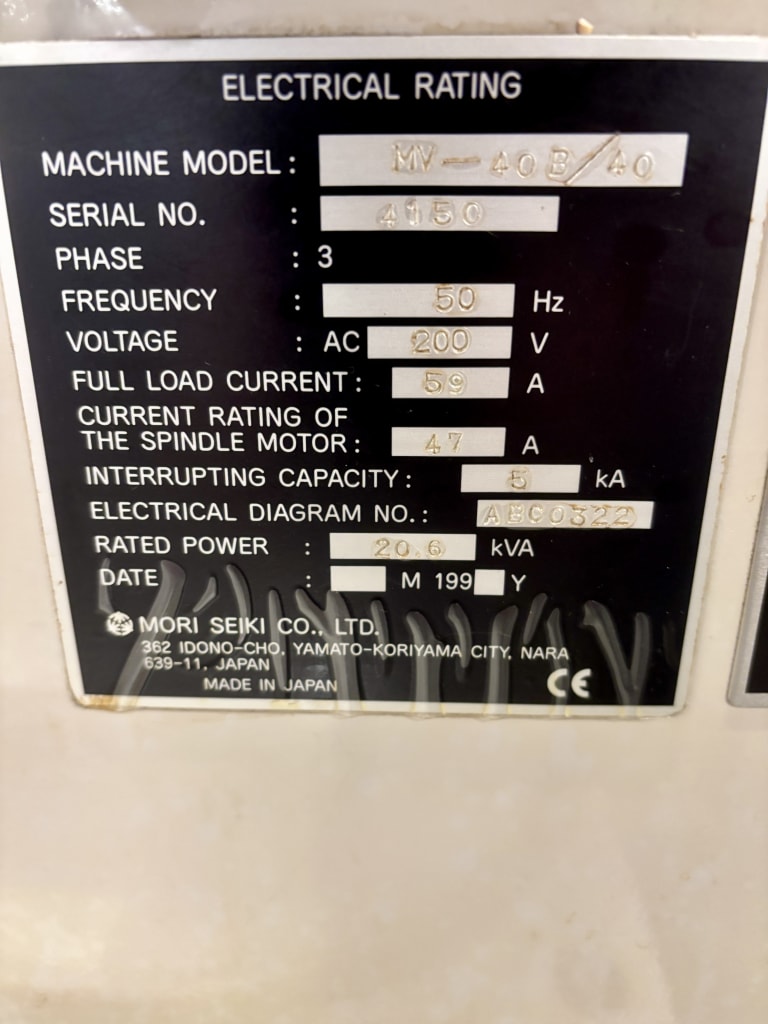 ELECTRICAL RATING
MACHINE MODEL: MV-40B/40
SERIAL NO. : 4150
PHASE : 3
FREQUENCY : 50 Hz
VOLTAGE : AC 200 V
FULL LOAD CURRENT: 59 A
CURRENT RATING OF
THE SPINDLE MOTOR: 47 A
INTERRUPTING CAPACITY: 5 kA
ELECTRICAL DIAGRAM NO.: ABC0322
RATED POWER : 20.6 kVA
DATE : M 199 Y
MORI SEIKI CO., LTD.
362 IDONO-CHO, YAMATO-KORIYAMA CITY, NARA
639-11, JAPAN
MADE IN JAPAN CE